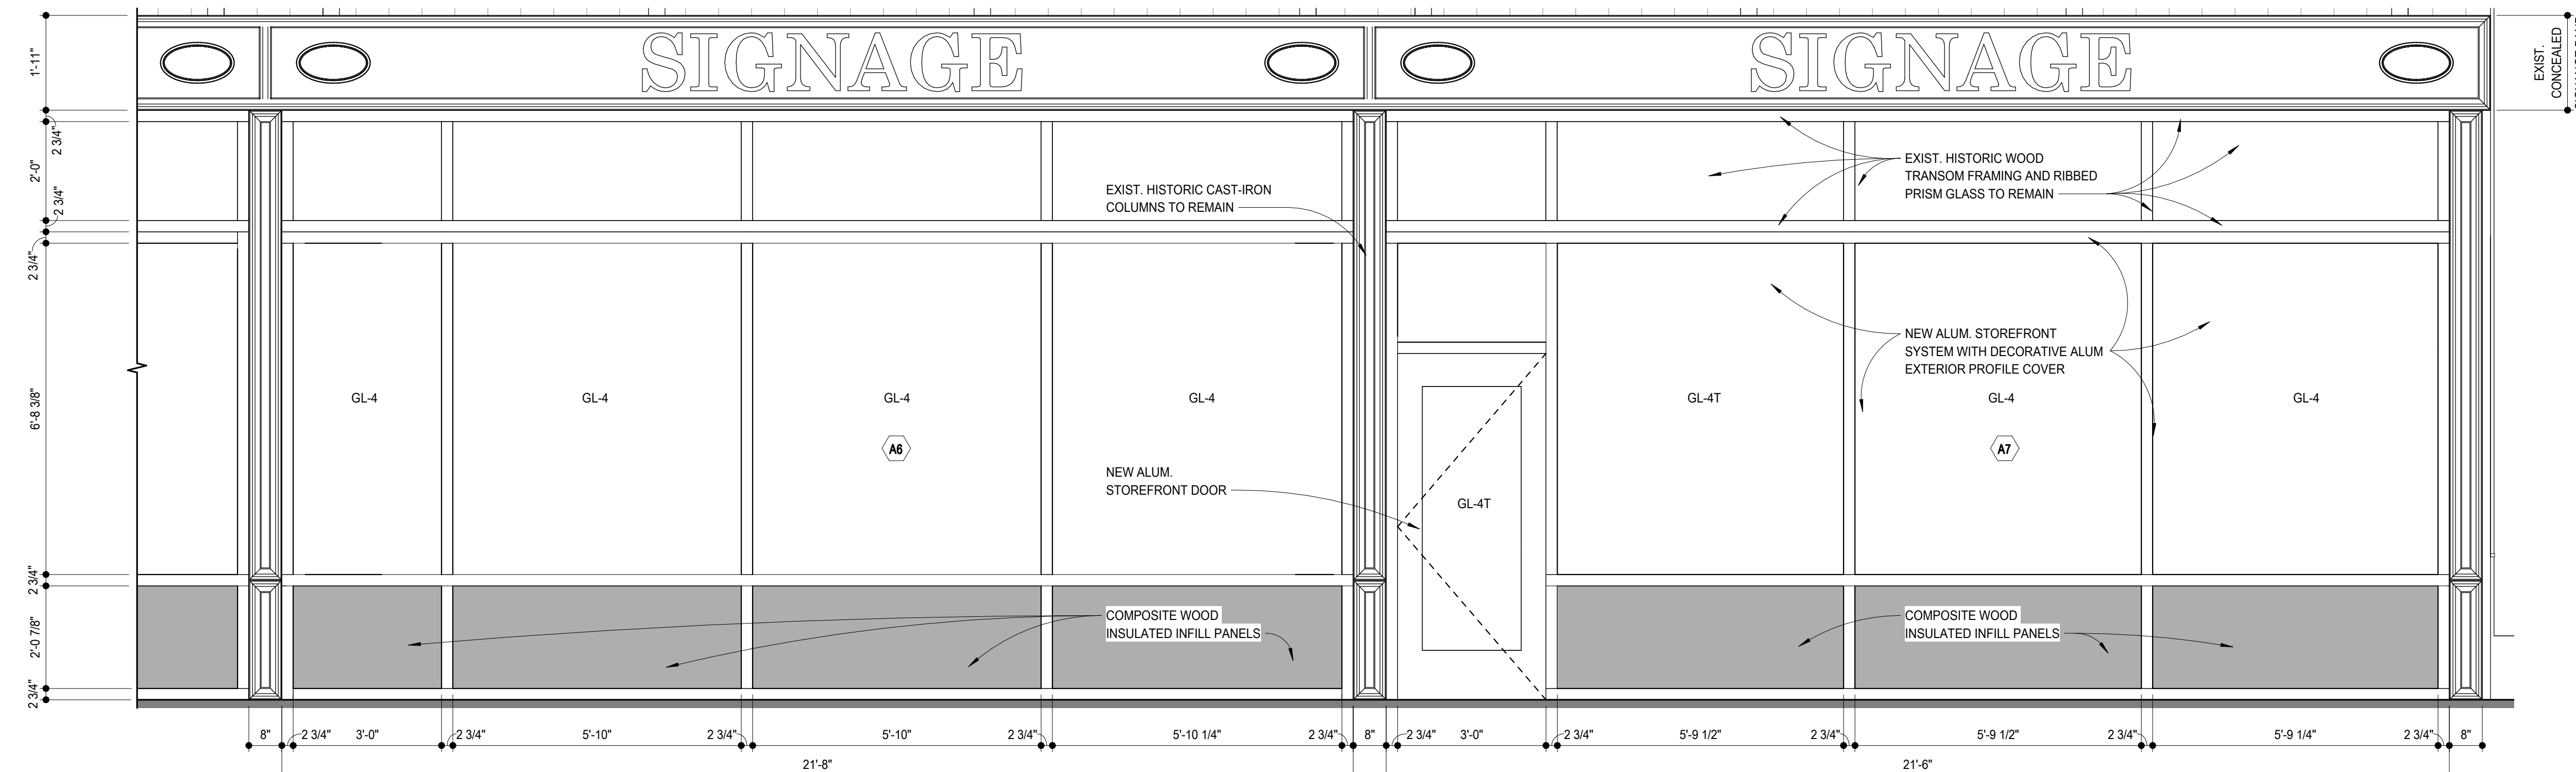 SIGNAGE
SIGNAGE
EXIST.
CONCEALED
1'-11"
2 3/4"
2'-0"
2 3/4"
2 3/4"
6'-8 3/8"
2 3/4"
2'-0 7/8"
2 3/4"
EXIST. HISTORIC CAST-IRON
COLUMNS TO REMAIN
EXIST. HISTORIC WOOD
TRANSOM FRAMING AND RIBBED
PRISM GLASS TO REMAIN
NEW ALUM. STOREFRONT
SYSTEM WITH DECORATIVE ALUM
EXTERIOR PROFILE COVER
GL-4
GL-4
GL-4
GL-4
GL-4T
GL-4
GL-4
A6
A7
NEW ALUM.
STOREFRONT DOOR
GL-4T
COMPOSITE WOOD
INSULATED INFILL PANELS
COMPOSITE WOOD
INSULATED INFILL PANELS
8"
2 3/4"
3'-0"
2 3/4"
5'-10"
2 3/4"
5'-10"
2 3/4"
5'-10 1/4"
2 3/4"
8"
2 3/4"
3'-0"
2 3/4"
5'-9 1/2"
2 3/4"
5'-9 1/2"
2 3/4"
5'-9 1/4"
2 3/4"
8"
21'-8"
21'-6"